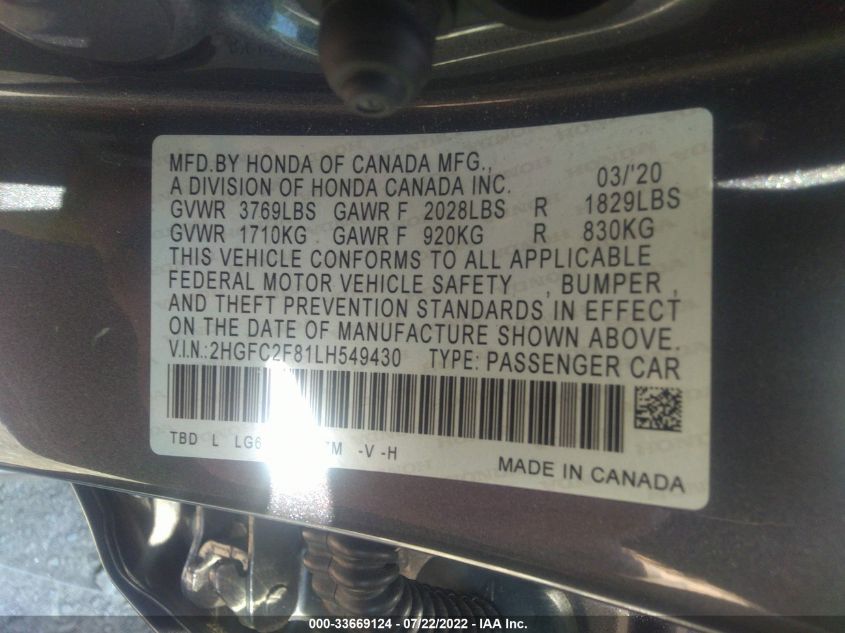 MFD.BY HONDA OF CANADA MFG.,
A DIVISION OF HONDA CANADA INC. 03/'20
GVWR 3769LBS GAWR F 2028LBS R 1829LBS
GVWR 1710KG GAWR F 920KG R 830KG
THIS VEHICLE CONFORMS TO ALL APPLICABLE
FEDERAL MOTOR VEHICLE SAFETY , BUMPER ,
AND THEFT PREVENTION STANDARDS IN EFFECT
ON THE DATE OF MANUFACTURE SHOWN ABOVE.
V.I.N.:2HGFC2F81LH549430 TYPE: PASSENGER CAR
TBD L -V -H
MADE IN CANADA
000-33669124 - 07/22/2022 - IAA Inc.